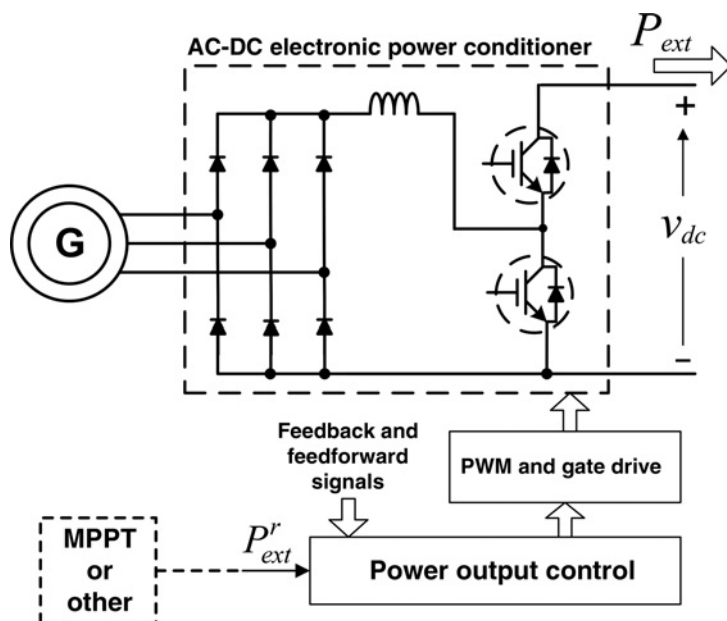 AC-DC electronic power conditioner
P_ext
+
G
v_dc
–
Feedback and
feedforward
signals
PWM and gate drive
MPPT
or
other
P^r_ext
Power output control